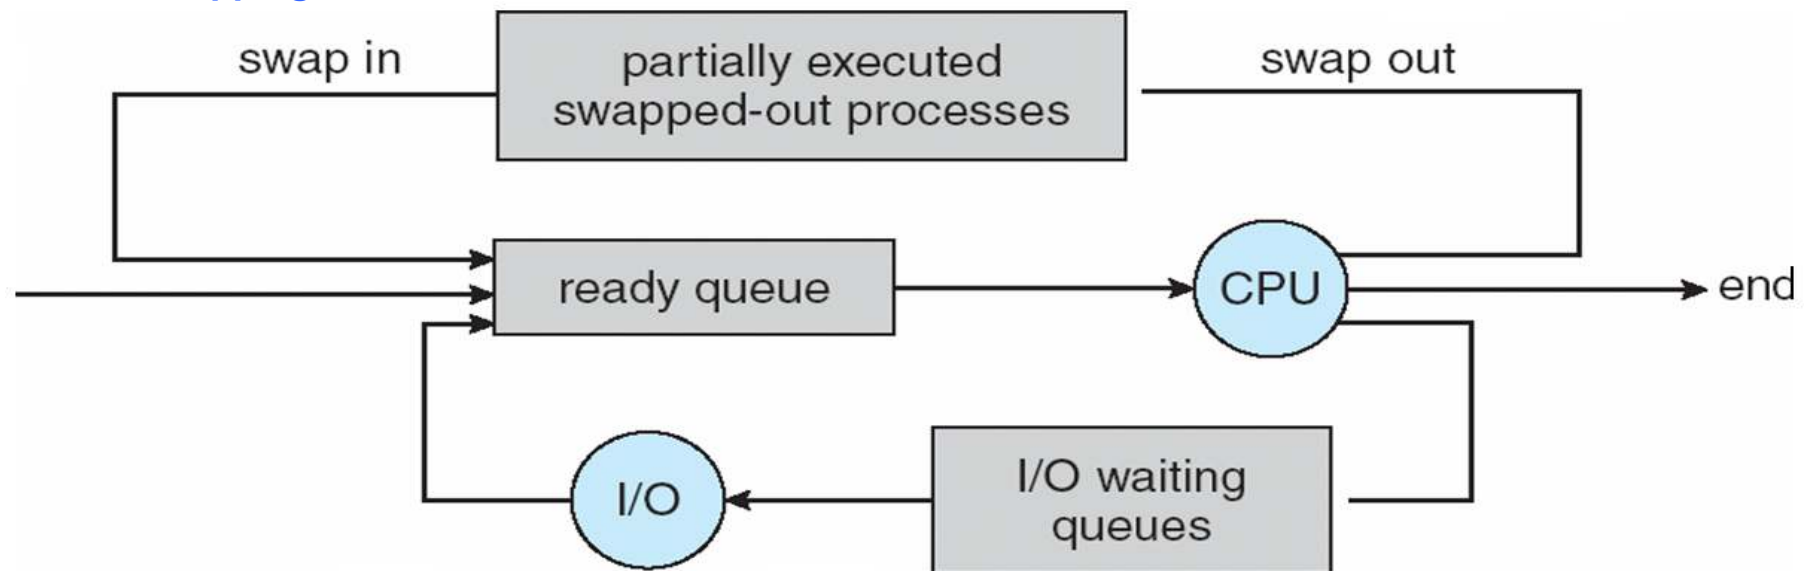 swap in
partially executed
swapped-out processes
swap out
ready queue
CPU
end
I/O
I/O waiting
queues